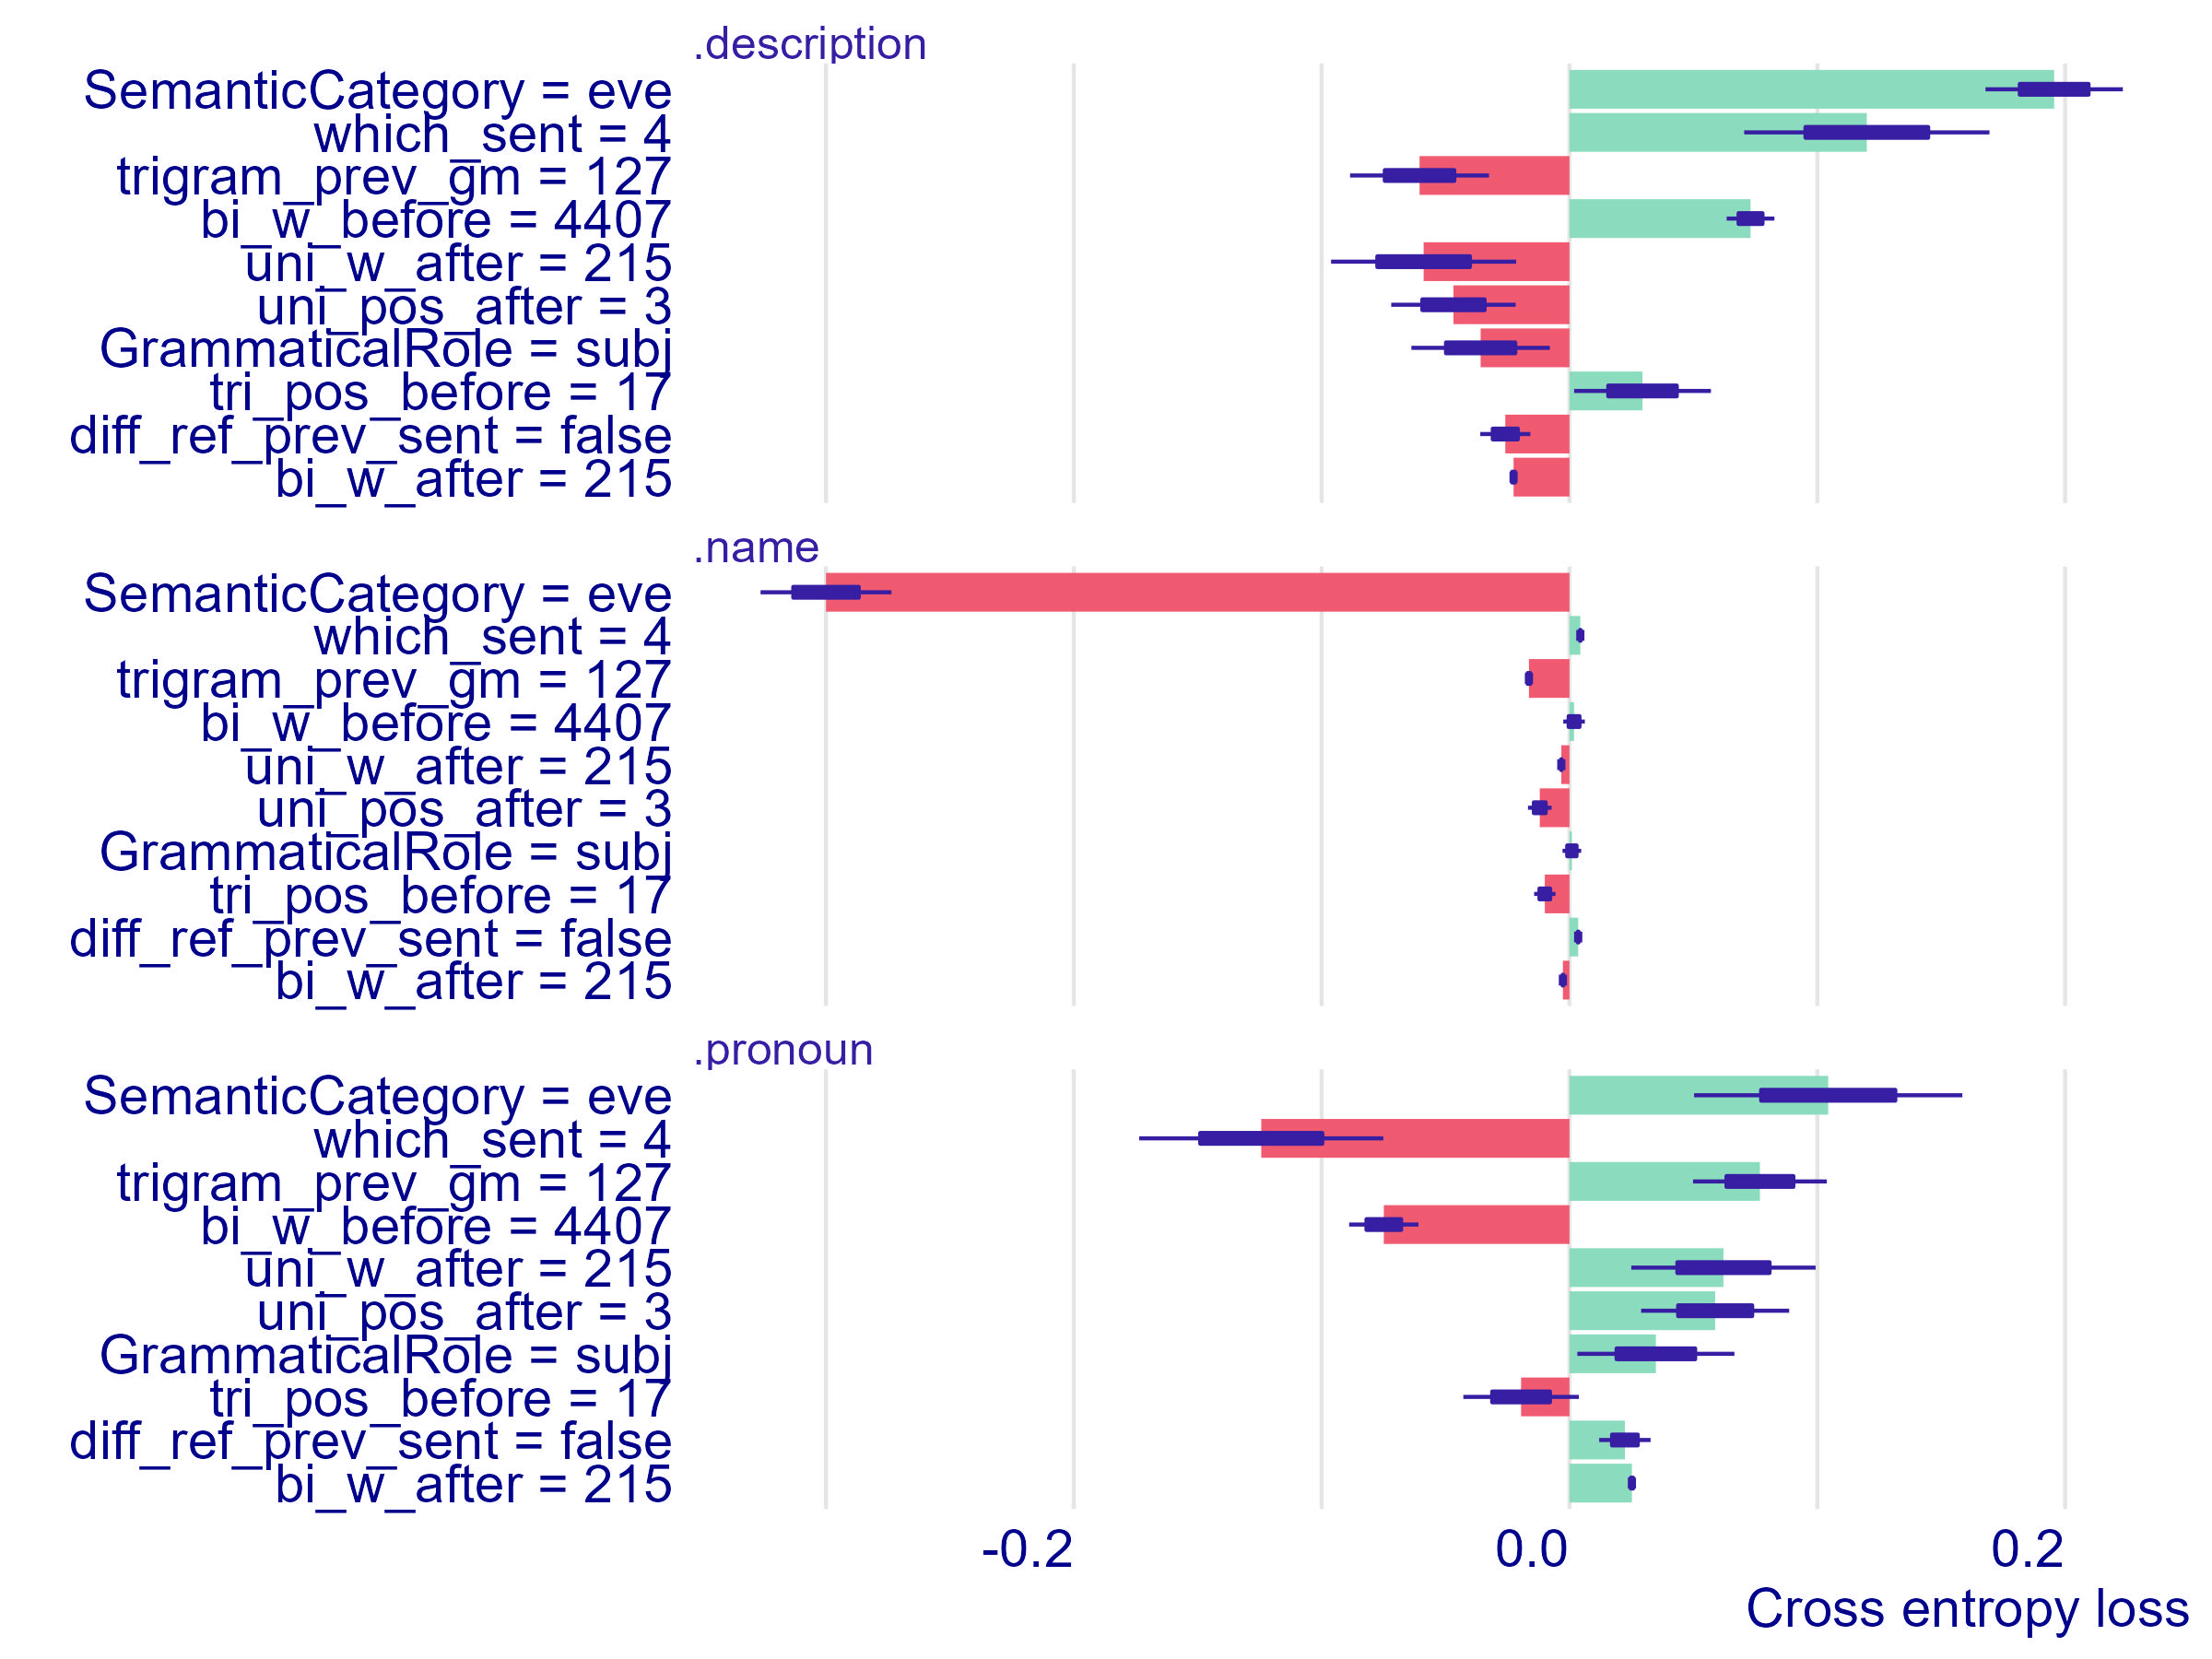 .description
SemanticCategory = eve
which_sent = 4
trigram_prev_gm = 127
bi_w_before = 4407
uni_w_after = 215
uni_pos_after = 3
GrammaticalRole = subj
tri_pos_before = 17
diff_ref_prev_sent = false
bi_w_after = 215
.name
SemanticCategory = eve
which_sent = 4
trigram_prev_gm = 127
bi_w_before = 4407
uni_w_after = 215
uni_pos_after = 3
GrammaticalRole = subj
tri_pos_before = 17
diff_ref_prev_sent = false
bi_w_after = 215
.pronoun
SemanticCategory = eve
which_sent = 4
trigram_prev_gm = 127
bi_w_before = 4407
uni_w_after = 215
uni_pos_after = 3
GrammaticalRole = subj
tri_pos_before = 17
diff_ref_prev_sent = false
bi_w_after = 215
-0.2 0.0 0.2
Cross entropy loss